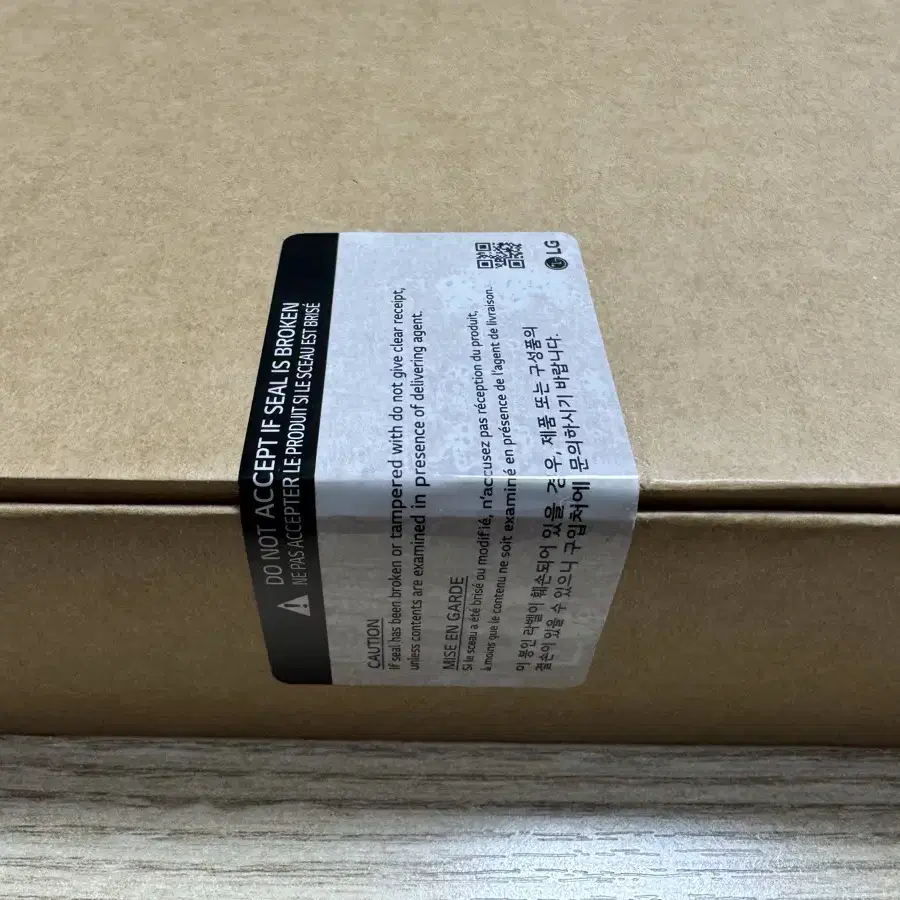 DO NOT ACCEPT IF SEAL IS BROKEN
NE PAS ACCEPTER LE PRODUIT SI LE SCEAU EST BRISÉ
CAUTION
If seal has been broken or tampered with do not give clear receipt,
unless contents are examined in presence of delivering agent.
MISE EN GARDE
Si le sceau a été brisé ou modifié, n'accusez pas réception du produit,
à moins que le contenu ne soit examiné en présence de l'agent de livraison.
이 봉인 라벨이 훼손되어 있을 경우, 제품 또는 구성품의
결손이 있을 수 있으니 구입처에 문의하시기 바랍니다.
LG